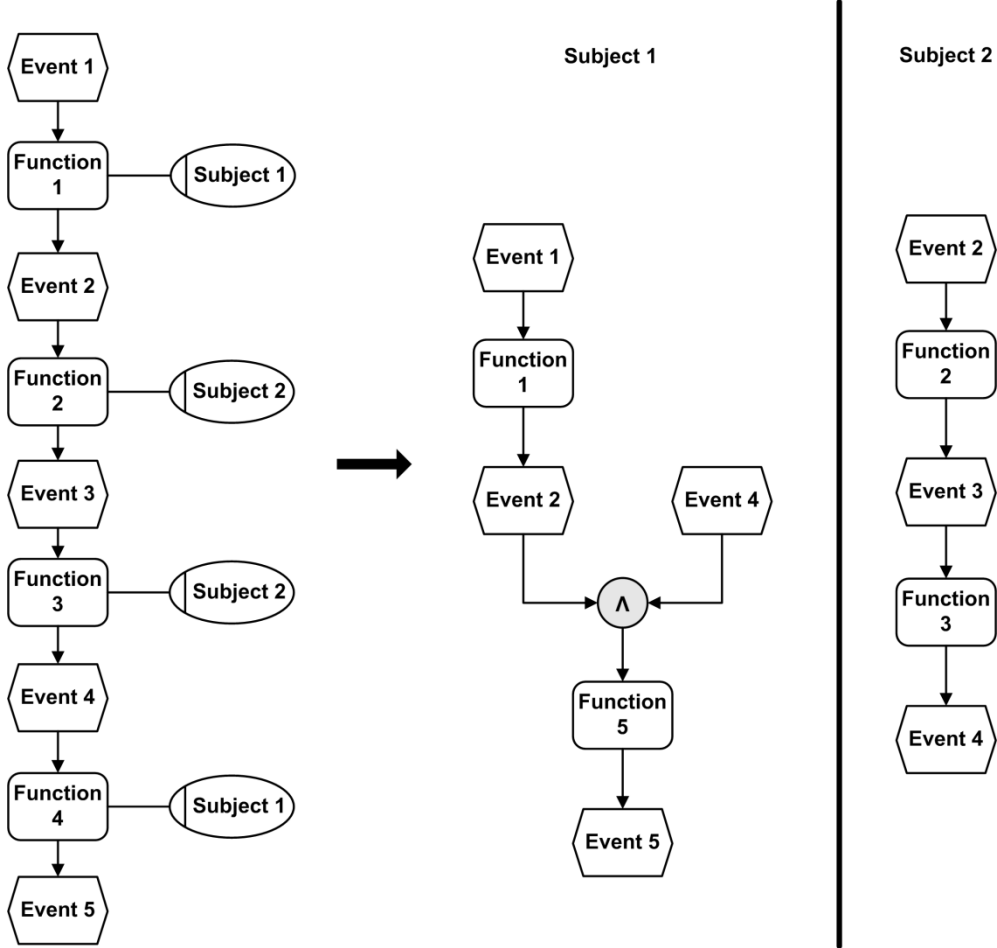 Event 1
Function
1
Subject 1
Event 2
Function
2
Subject 2
Event 3
Function
3
Subject 2
Event 4
Function
4
Subject 1
Event 5
Subject 1
Event 1
Function
1
Event 2
Event 4
∧
Function
5
Event 5
Subject 2
Event 2
Function
2
Event 3
Function
3
Event 4